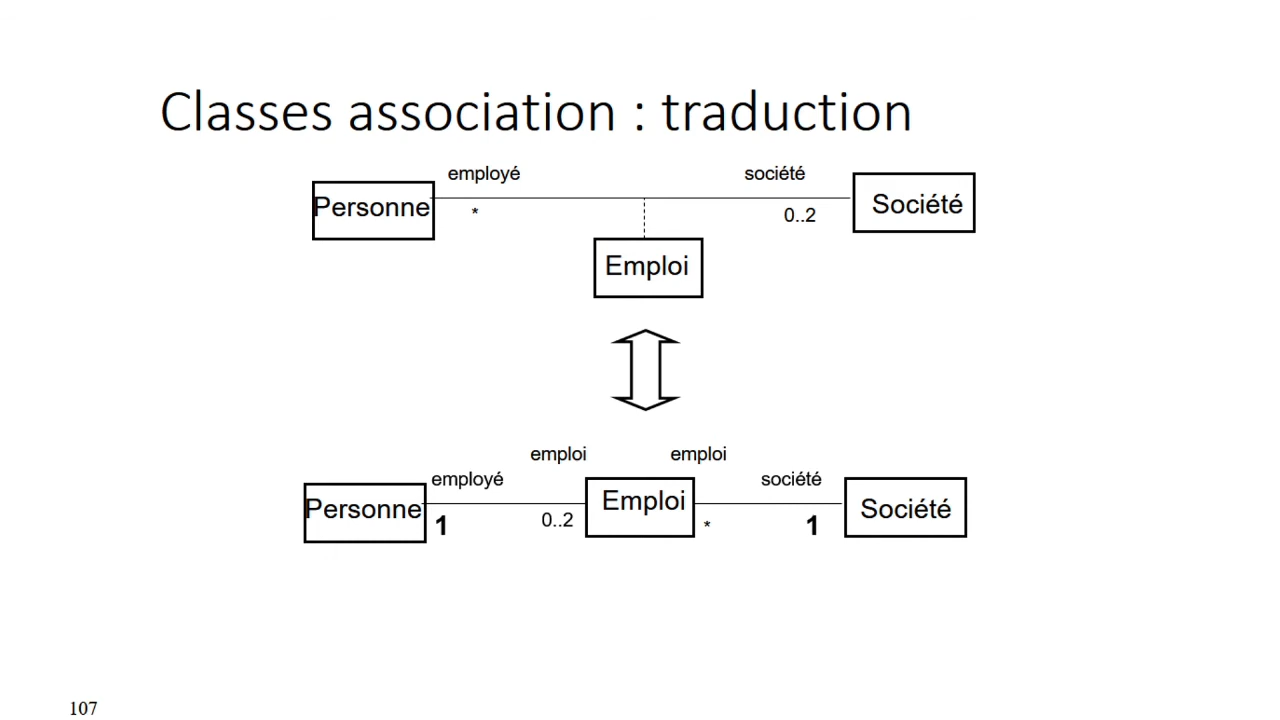 Classes association : traduction
employé société
Personne Société
* 0..2
Emploi
emploi emploi
employé société
Personne Emploi Société
1 0..2 * 1
107